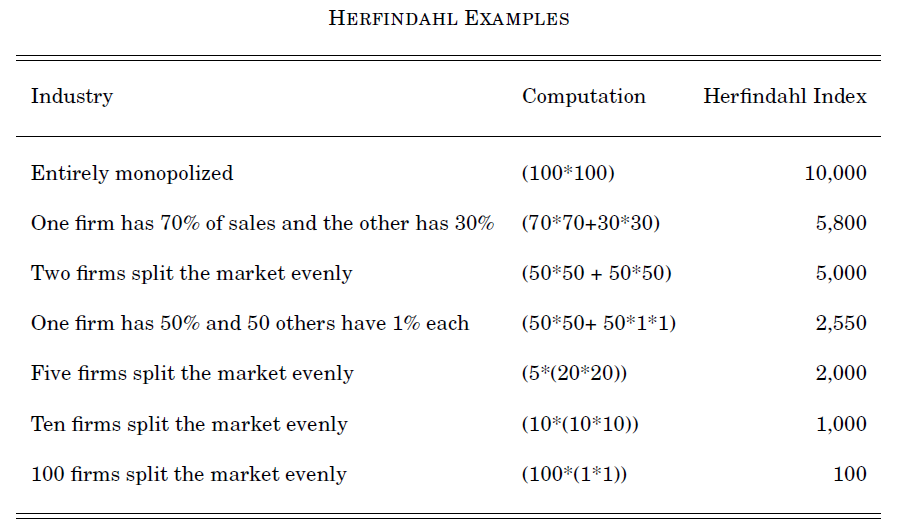 HERFINDAHL EXAMPLES
Industry Computation Herfindahl Index
Entirely monopolized (100*100) 10,000
One firm has 70% of sales and the other has 30% (70*70+30*30) 5,800
Two firms split the market evenly (50*50 + 50*50) 5,000
One firm has 50% and 50 others have 1% each (50*50+ 50*1*1) 2,550
Five firms split the market evenly (5*(20*20)) 2,000
Ten firms split the market evenly (10*(10*10)) 1,000
100 firms split the market evenly (100*(1*1)) 100